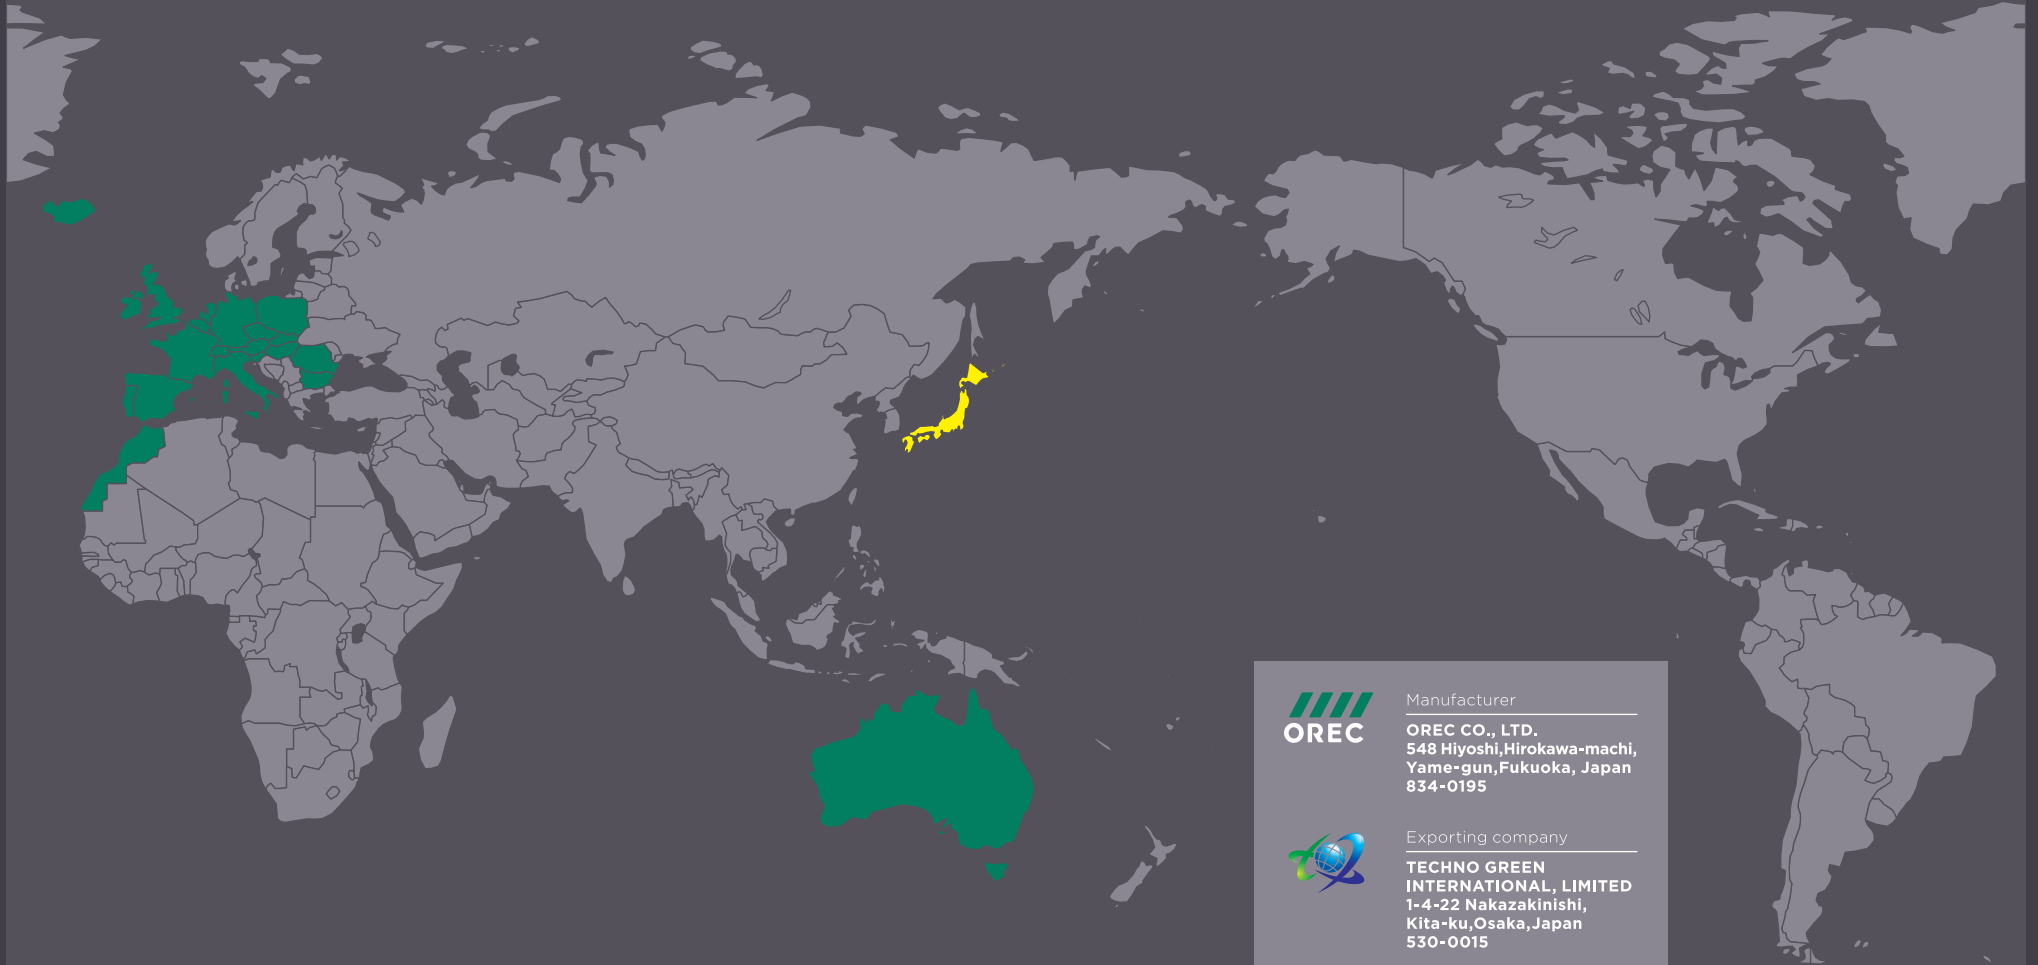 OREC
Manufacturer
OREC CO., LTD.
548 Hiyoshi,Hirokawa-machi,
Yame-gun,Fukuoka, Japan
834-0195
Exporting company
TECHNO GREEN
INTERNATIONAL, LIMITED
1-4-22 Nakazakinishi,
Kita-ku,Osaka,Japan
530-0015